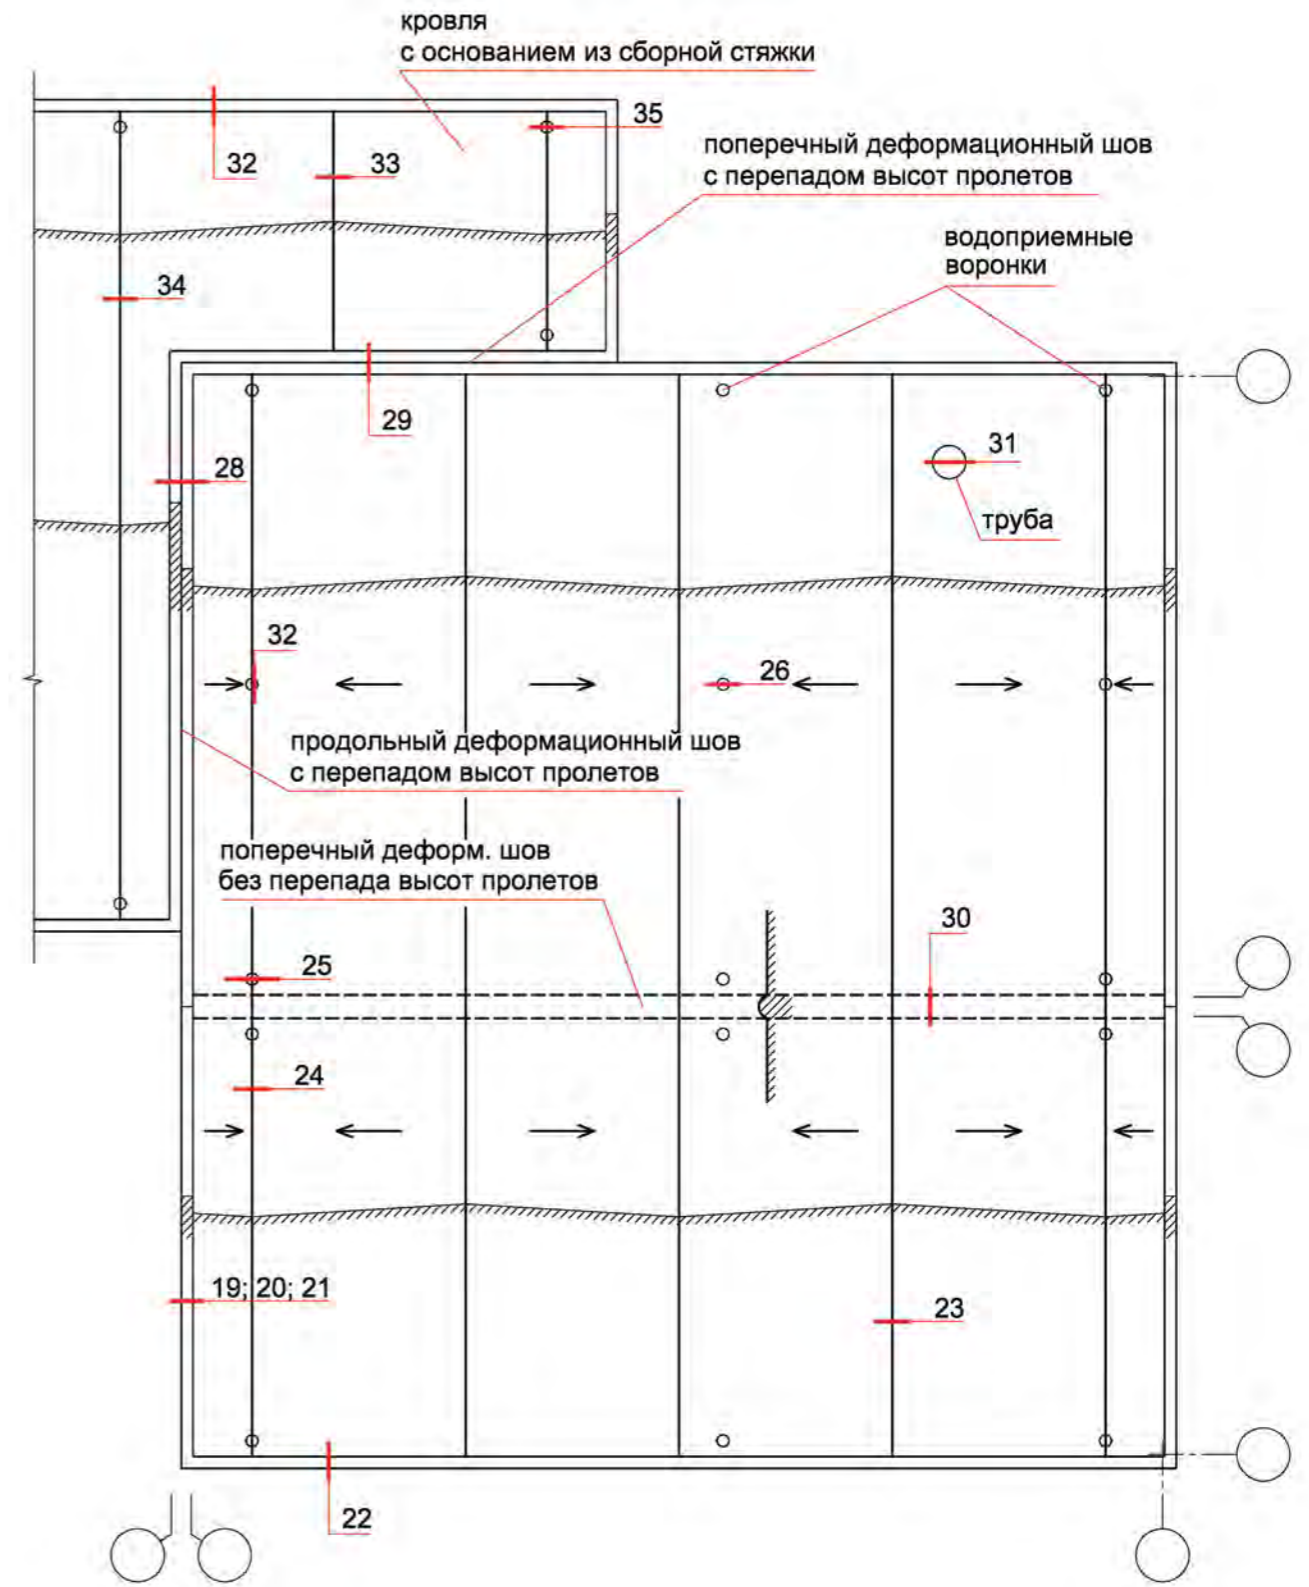 кровля
с основанием из сборной стяжки
35
32
33
поперечный деформационный шов
с перепадом высот пролетов
водоприемные
воронки
34
29
31
28
труба
32
26
продольный деформационный шов
с перепадом высот пролетов
поперечный деформ. шов
без перепада высот пролетов
30
25
24
19; 20; 21
23
22